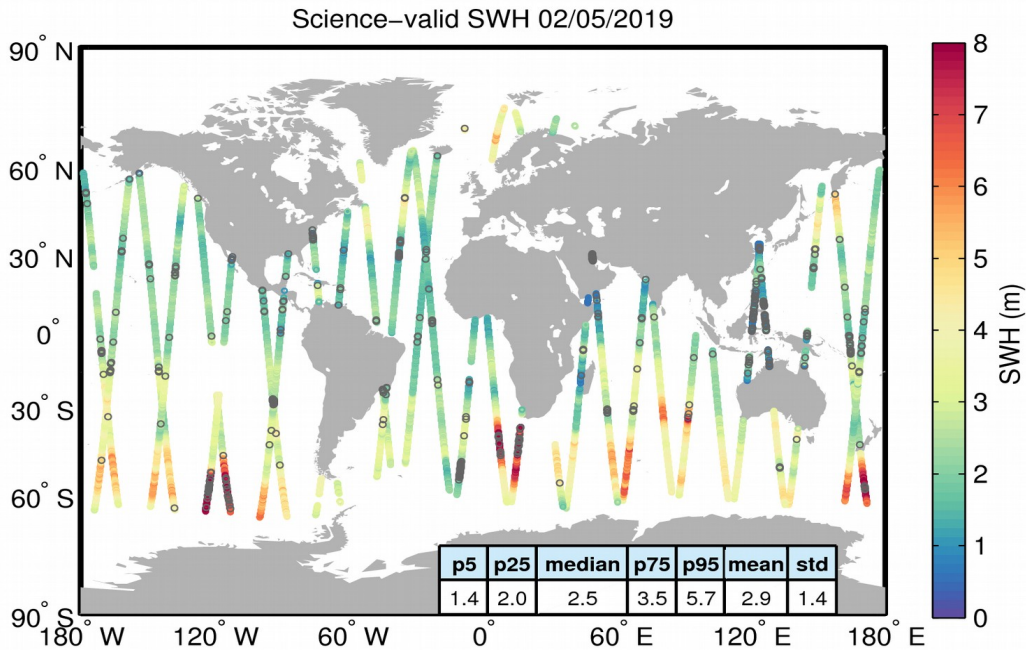 Science−valid SWH 02/05/2019
90° N
60° N
30° N
0°
30° S
60° S
90° S
180° W
120° W
60° W
0°
60° E
120° E
180° E
p5 p25 median p75 p95 mean std
1.4 2.0 2.5 3.5 5.7 2.9 1.4
8
7
6
5
4
3
2
1
0
SWH (m)